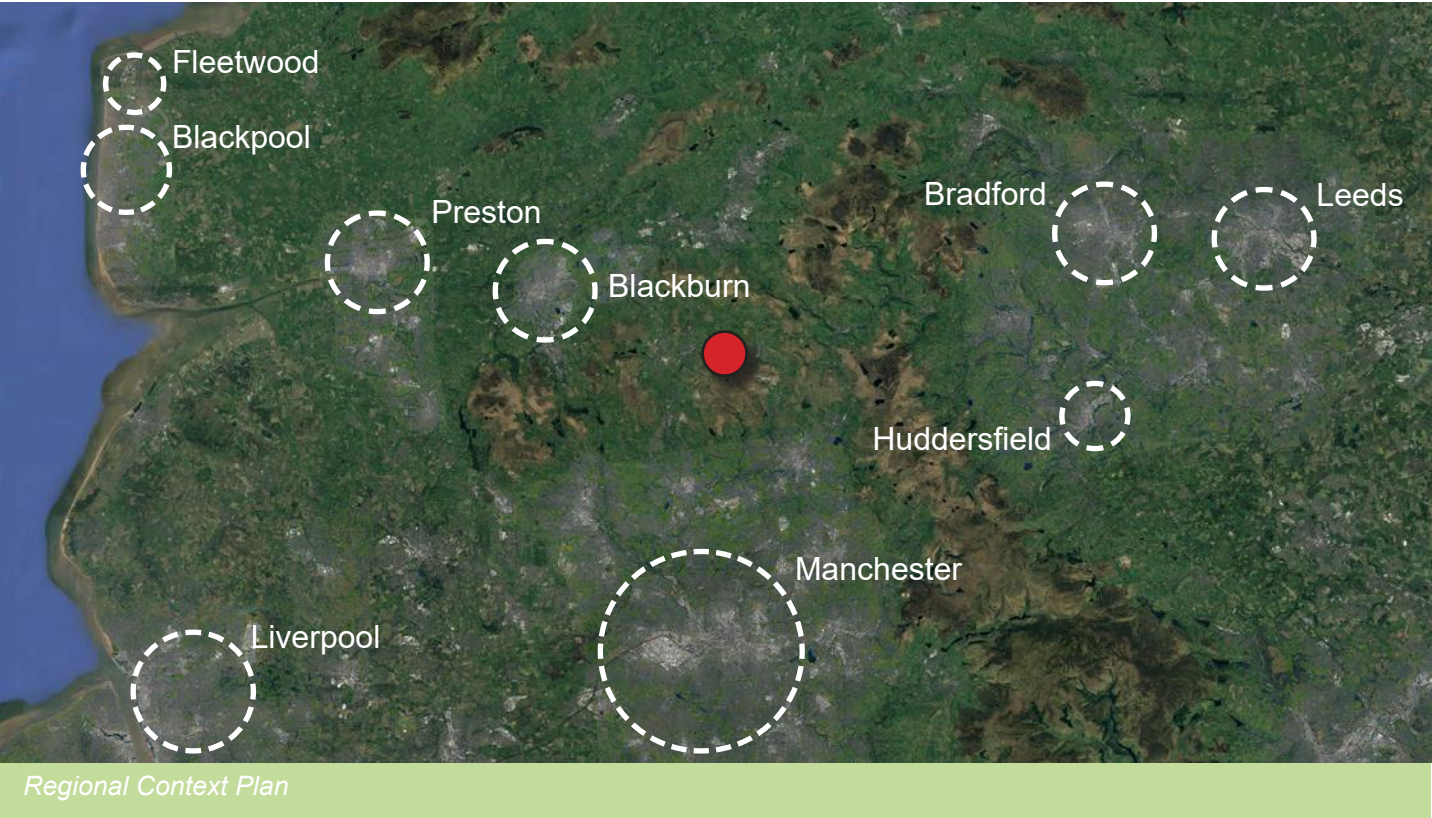 Fleetwood
Blackpool
Preston
Bradford
Leeds
Blackburn
Huddersfield
Manchester
Liverpool
Regional Context Plan